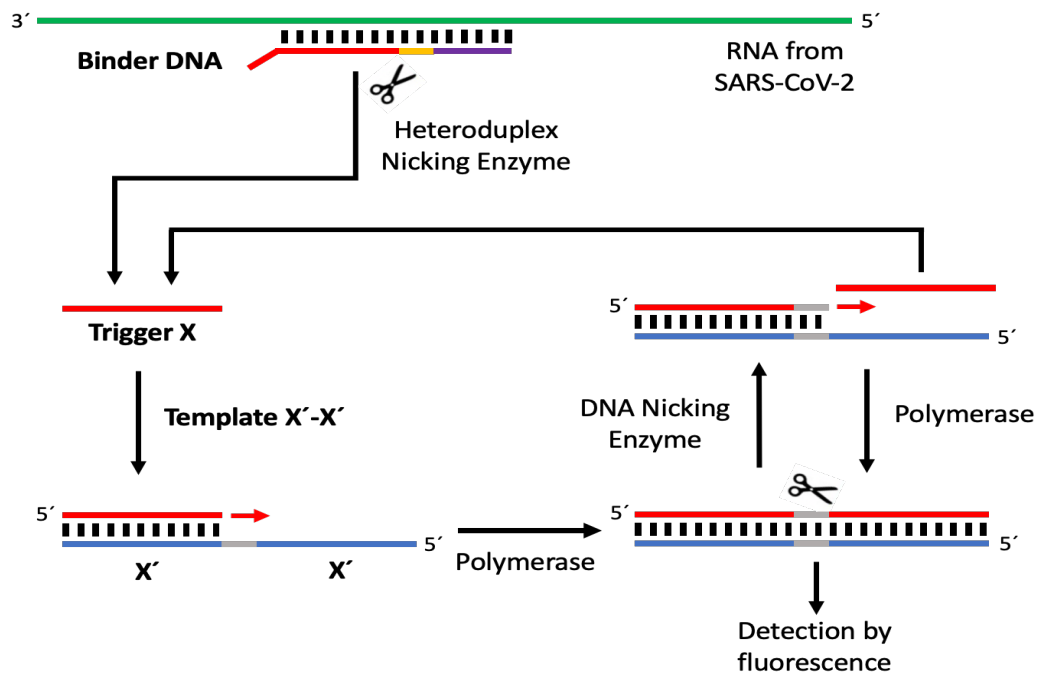 3´
5´
Binder DNA
RNA from
SARS-CoV-2
Heteroduplex
Nicking Enzyme
Trigger X
5´
5´
Template X´-X´
DNA Nicking
Enzyme
Polymerase
5´
5´
X´
X´
Polymerase
5´
5´
Detection by
fluorescence